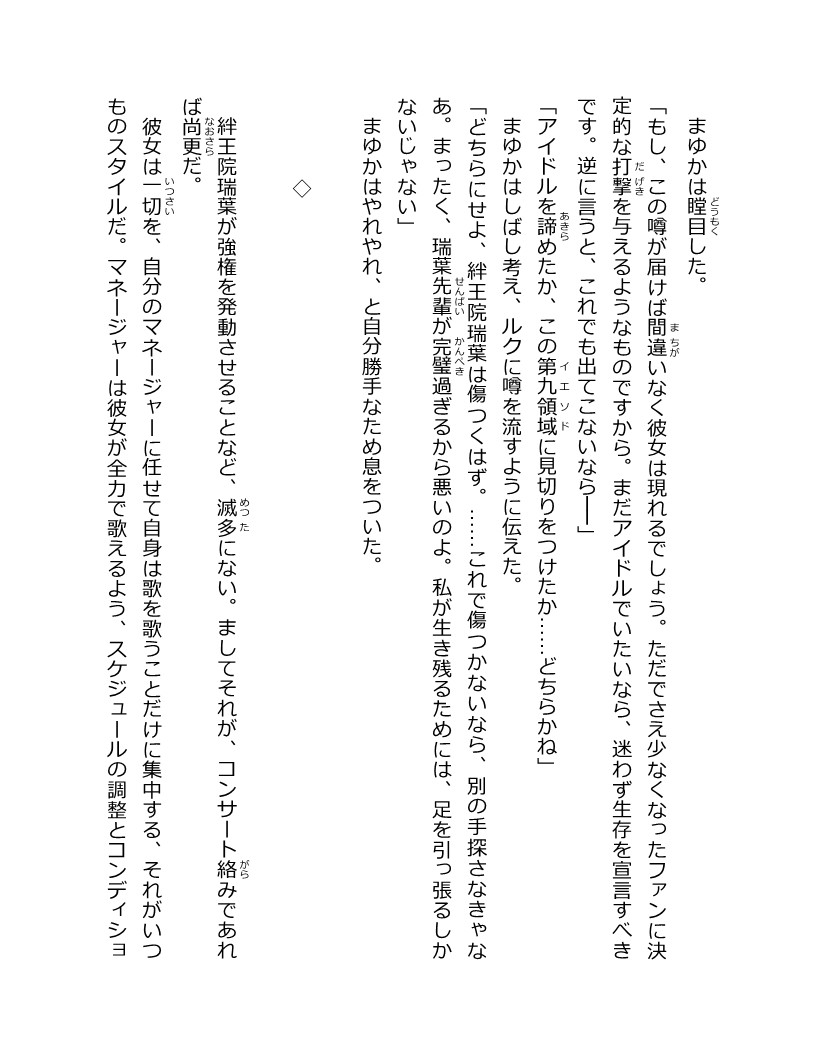 まゆかは瞠目した。
「もし、この噂が届けば間違いなく彼女は現れるでしょう。ただでさえ少なくなったファンに決
定的な打撃を与えるようなものですから。まだアイドルでいたいなら、迷わず生存を宣言すべき
です。逆に言うと、これでも出てこないなら――」
「アイドルを諦めたか、この第九領域に見切りをつけたか……どちらかね」
まゆかはしばし考え、ルクに噂を流すように伝えた。
「どちらにせよ、絆王院瑞葉は傷つくはず。……これで傷つかないなら、別の手探さなきゃな
あ。まったく、瑞葉先輩が完璧過ぎるから悪いのよ。私が生き残るためには、足を引っ張るしか
ないじゃない」
まゆかはやれやれ、と自分勝手なため息をついた。
◇
絆王院瑞葉が強権を発動させることなど、滅多にない。ましてそれが、コンサート絡みであれ
ば尚更だ。
彼女は一切を、自分のマネージャーに任せて自身は歌を歌うことだけに集中する、それがいつ
ものスタイルだ。マネージャーは彼女が全力で歌えるよう、スケジュールの調整とコンディショ